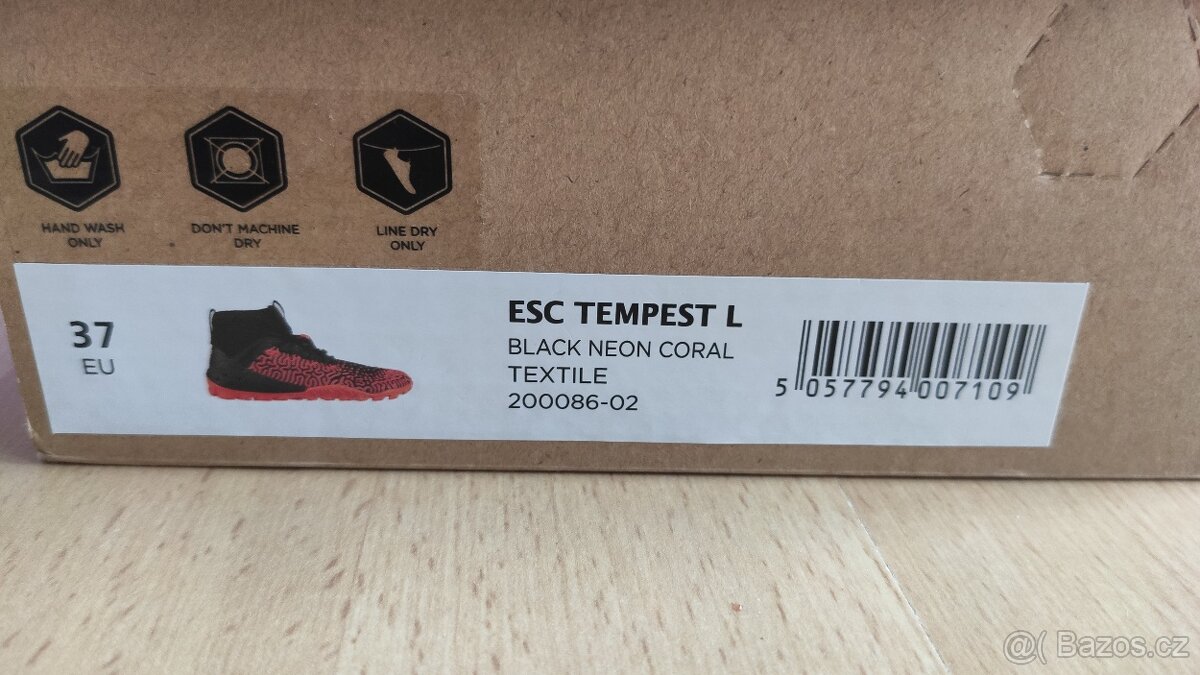 HAND WASH
ONLY
DON'T MACHINE
DRY
LINE DRY
ONLY
37
EU
ESC TEMPEST L
BLACK NEON CORAL
TEXTILE
200086-02
5 057794 007109
@( Bazos.cz